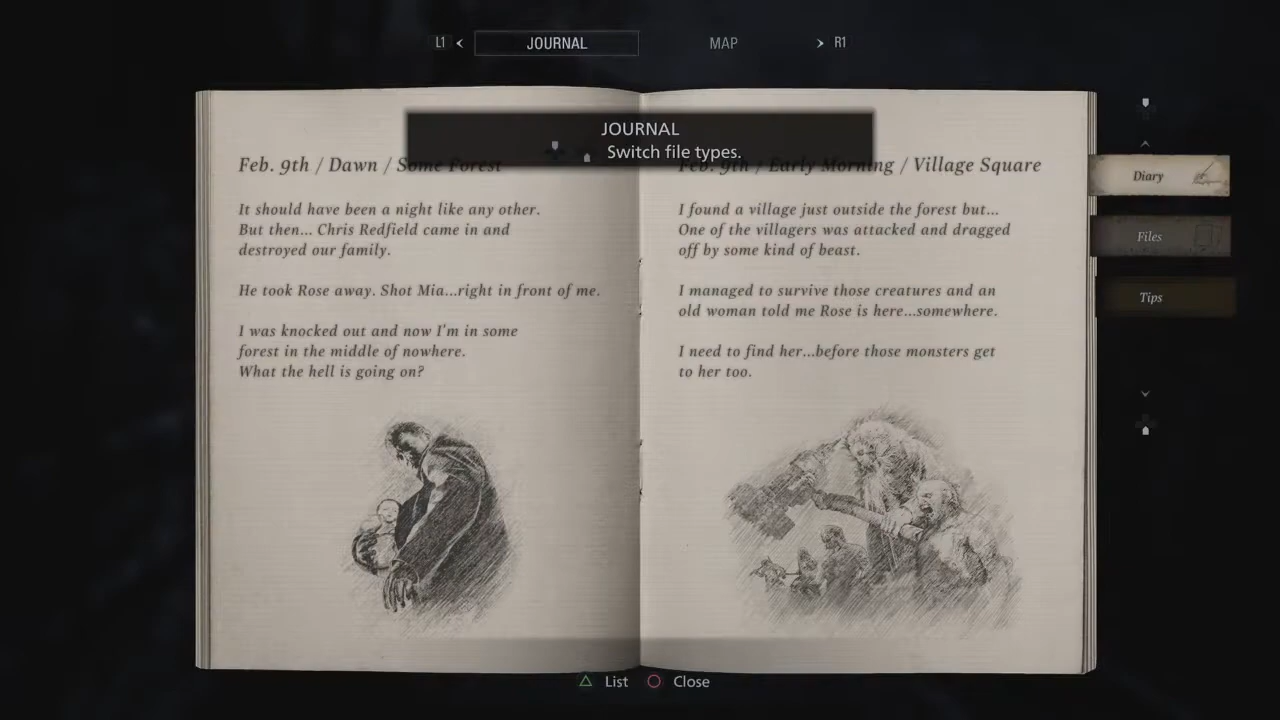 L1
JOURNAL
MAP
R1
JOURNAL
Switch file types.
Feb. 9th / Dawn / Some Forest
It should have been a night like any other.
But then... Chris Redfield came in and
destroyed our family.
He took Rose away. Shot Mia...right in front of me.
I was knocked out and now I'm in some
forest in the middle of nowhere.
What the hell is going on?
Feb. 9th / Early Morning / Village Square
I found a village just outside the forest but...
One of the villagers was attacked and dragged
off by some kind of beast.
I managed to survive those creatures and an
old woman told me Rose is here...somewhere.
I need to find her...before those monsters get
to her too.
Diary
Files
Tips
List
Close